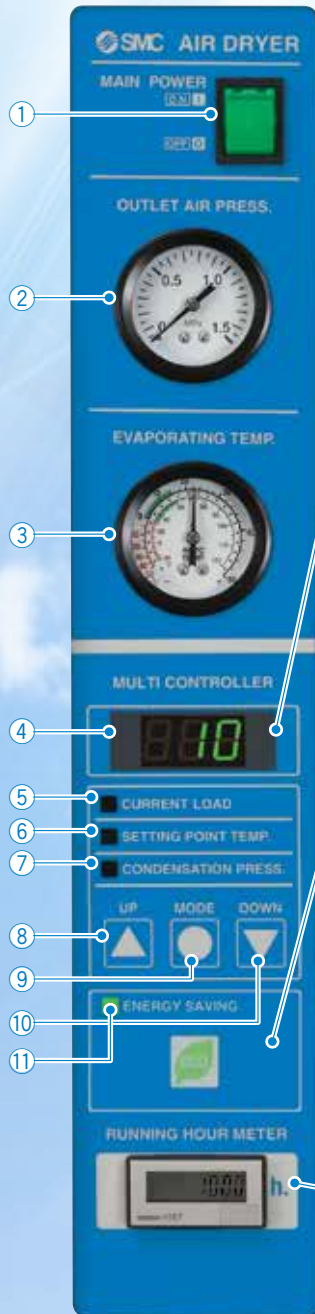 SMC AIR DRYER
MAIN POWER
ON I
① 
OFF O
OUTLET AIR PRESS.
②
0 0.5 1.0 1.5
MPa
EVAPORATING TEMP.
③
MULTI CONTROLLER
④ 10
⑤ CURRENT LOAD
⑥ SETTING POINT TEMP.
⑦ CONDENSATION PRESS.
UP MODE DOWN
⑧
⑨
⑩
⑪ ENERGY SAVING
RUNNING HOUR METER
h.